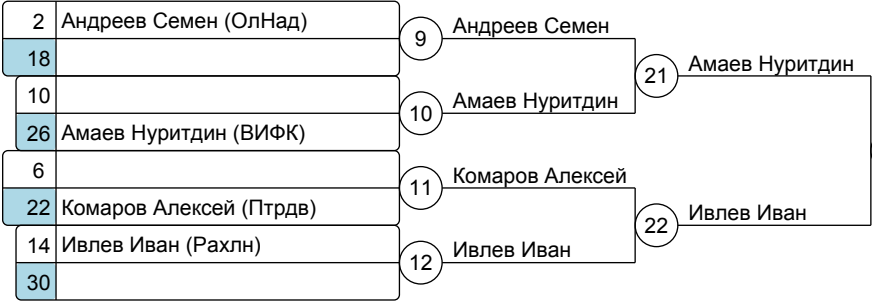 2 Андреев Семен (ОлНад)
18
9 Андреев Семен
10
26 Амаев Нуритдин (ВИФК)
10 Амаев Нуритдин
21 Амаев Нуритдин
6
22 Комаров Алексей (Птрдв)
11 Комаров Алексей
14 Ивлев Иван (Рахлн)
30
12 Ивлев Иван
22 Ивлев Иван